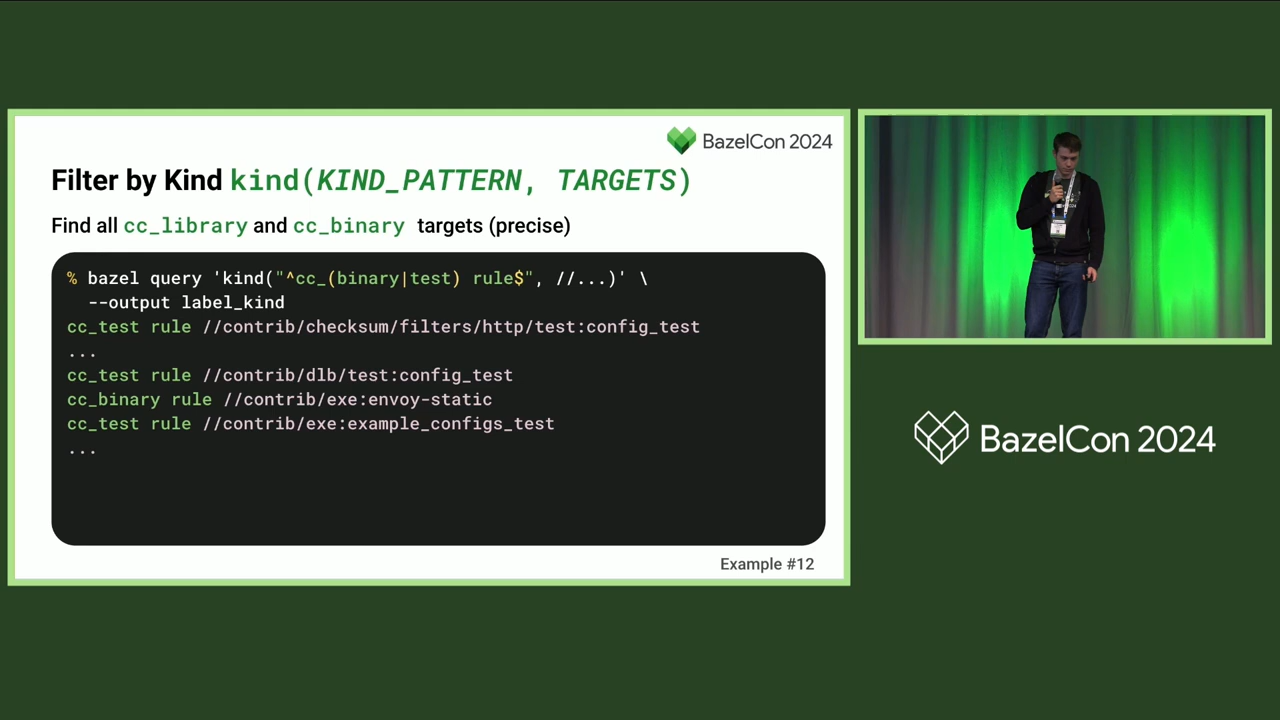 BazelCon 2024
Filter by Kind kind(KIND_PATTERN, TARGETS)
Find all cc_library and cc_binary targets (precise)
% bazel query 'kind("^cc_(binary|test) rule$", //...)' \
--output label_kind
cc_test rule //contrib/checksum/filters/http/test:config_test
...
cc_test rule //contrib/dlb/test:config_test
cc_binary rule //contrib/exe:envoy-static
cc_test rule //contrib/exe:example_configs_test
...
Example #12
BazelCon 2024